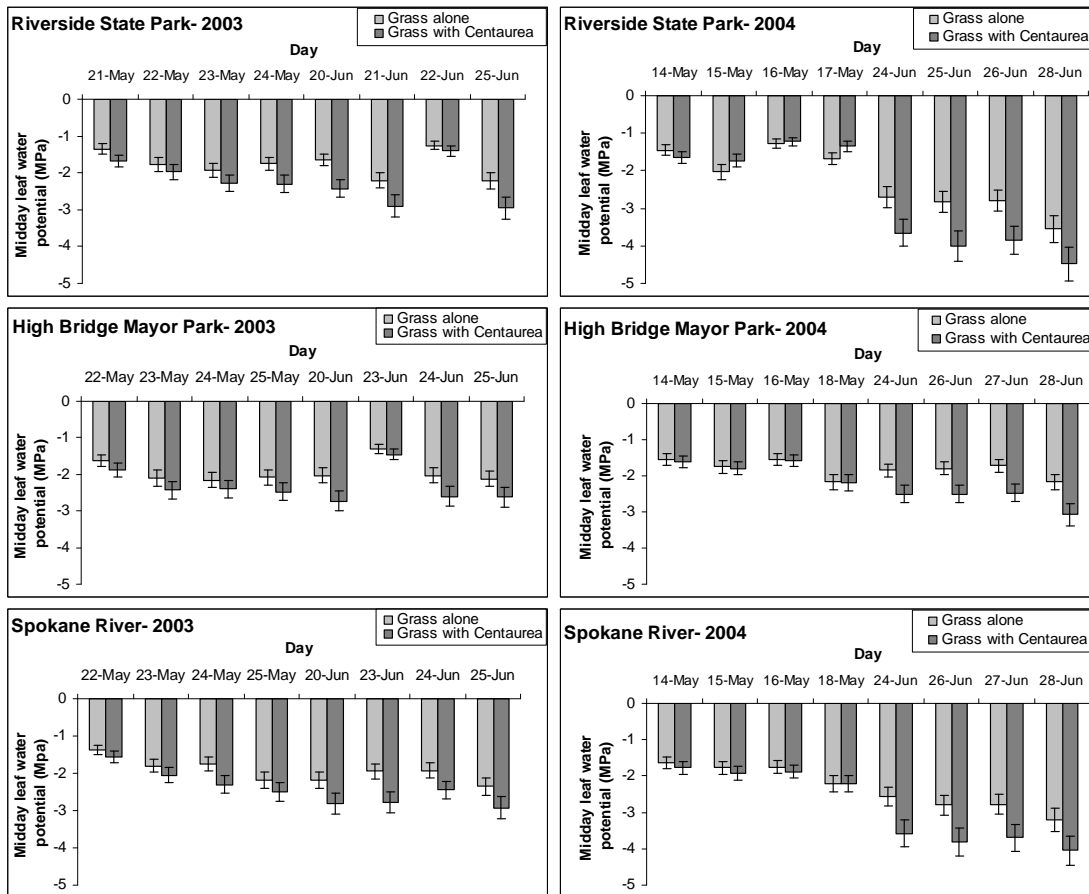 Riverside State Park- 2003
Grass alone
Grass with Centaurea
Day
21-May 22-May 23-May 24-May 20-Jun 21-Jun 22-Jun 25-Jun
Midday leaf water
potential (MPa)
0
-1
-2
-3
-4
-5
Riverside State Park- 2004
Grass alone
Grass with Centaurea
Day
14-May 15-May 16-May 17-May 24-Jun 25-Jun 26-Jun 28-Jun
Midday leaf water
potential (MPa)
0
-1
-2
-3
-4
-5
High Bridge Mayor Park- 2003
Grass alone
Grass with Centaurea
Day
22-May 23-May 24-May 25-May 20-Jun 23-Jun 24-Jun 25-Jun
Midday leaf water
potential (MPa)
0
-1
-2
-3
-4
-5
High Bridge Mayor Park- 2004
Grass alone
Grass with Centaurea
Day
14-May 15-May 16-May 18-May 24-Jun 26-Jun 27-Jun 28-Jun
Midday leaf water
potential (MPa)
0
-1
-2
-3
-4
-5
Spokane River- 2003
Grass alone
Grass with Centaurea
Day
22-May 23-May 24-May 25-May 20-Jun 23-Jun 24-Jun 25-Jun
Midday leaf water
potential (Mpa)
0
-1
-2
-3
-4
-5
Spokane River- 2004
Grass alone
Grass with Centaurea
Day
14-May 15-May 16-May 18-May 24-Jun 26-Jun 27-Jun 28-Jun
Midday leaf water
potential (MPa)
0
-1
-2
-3
-4
-5